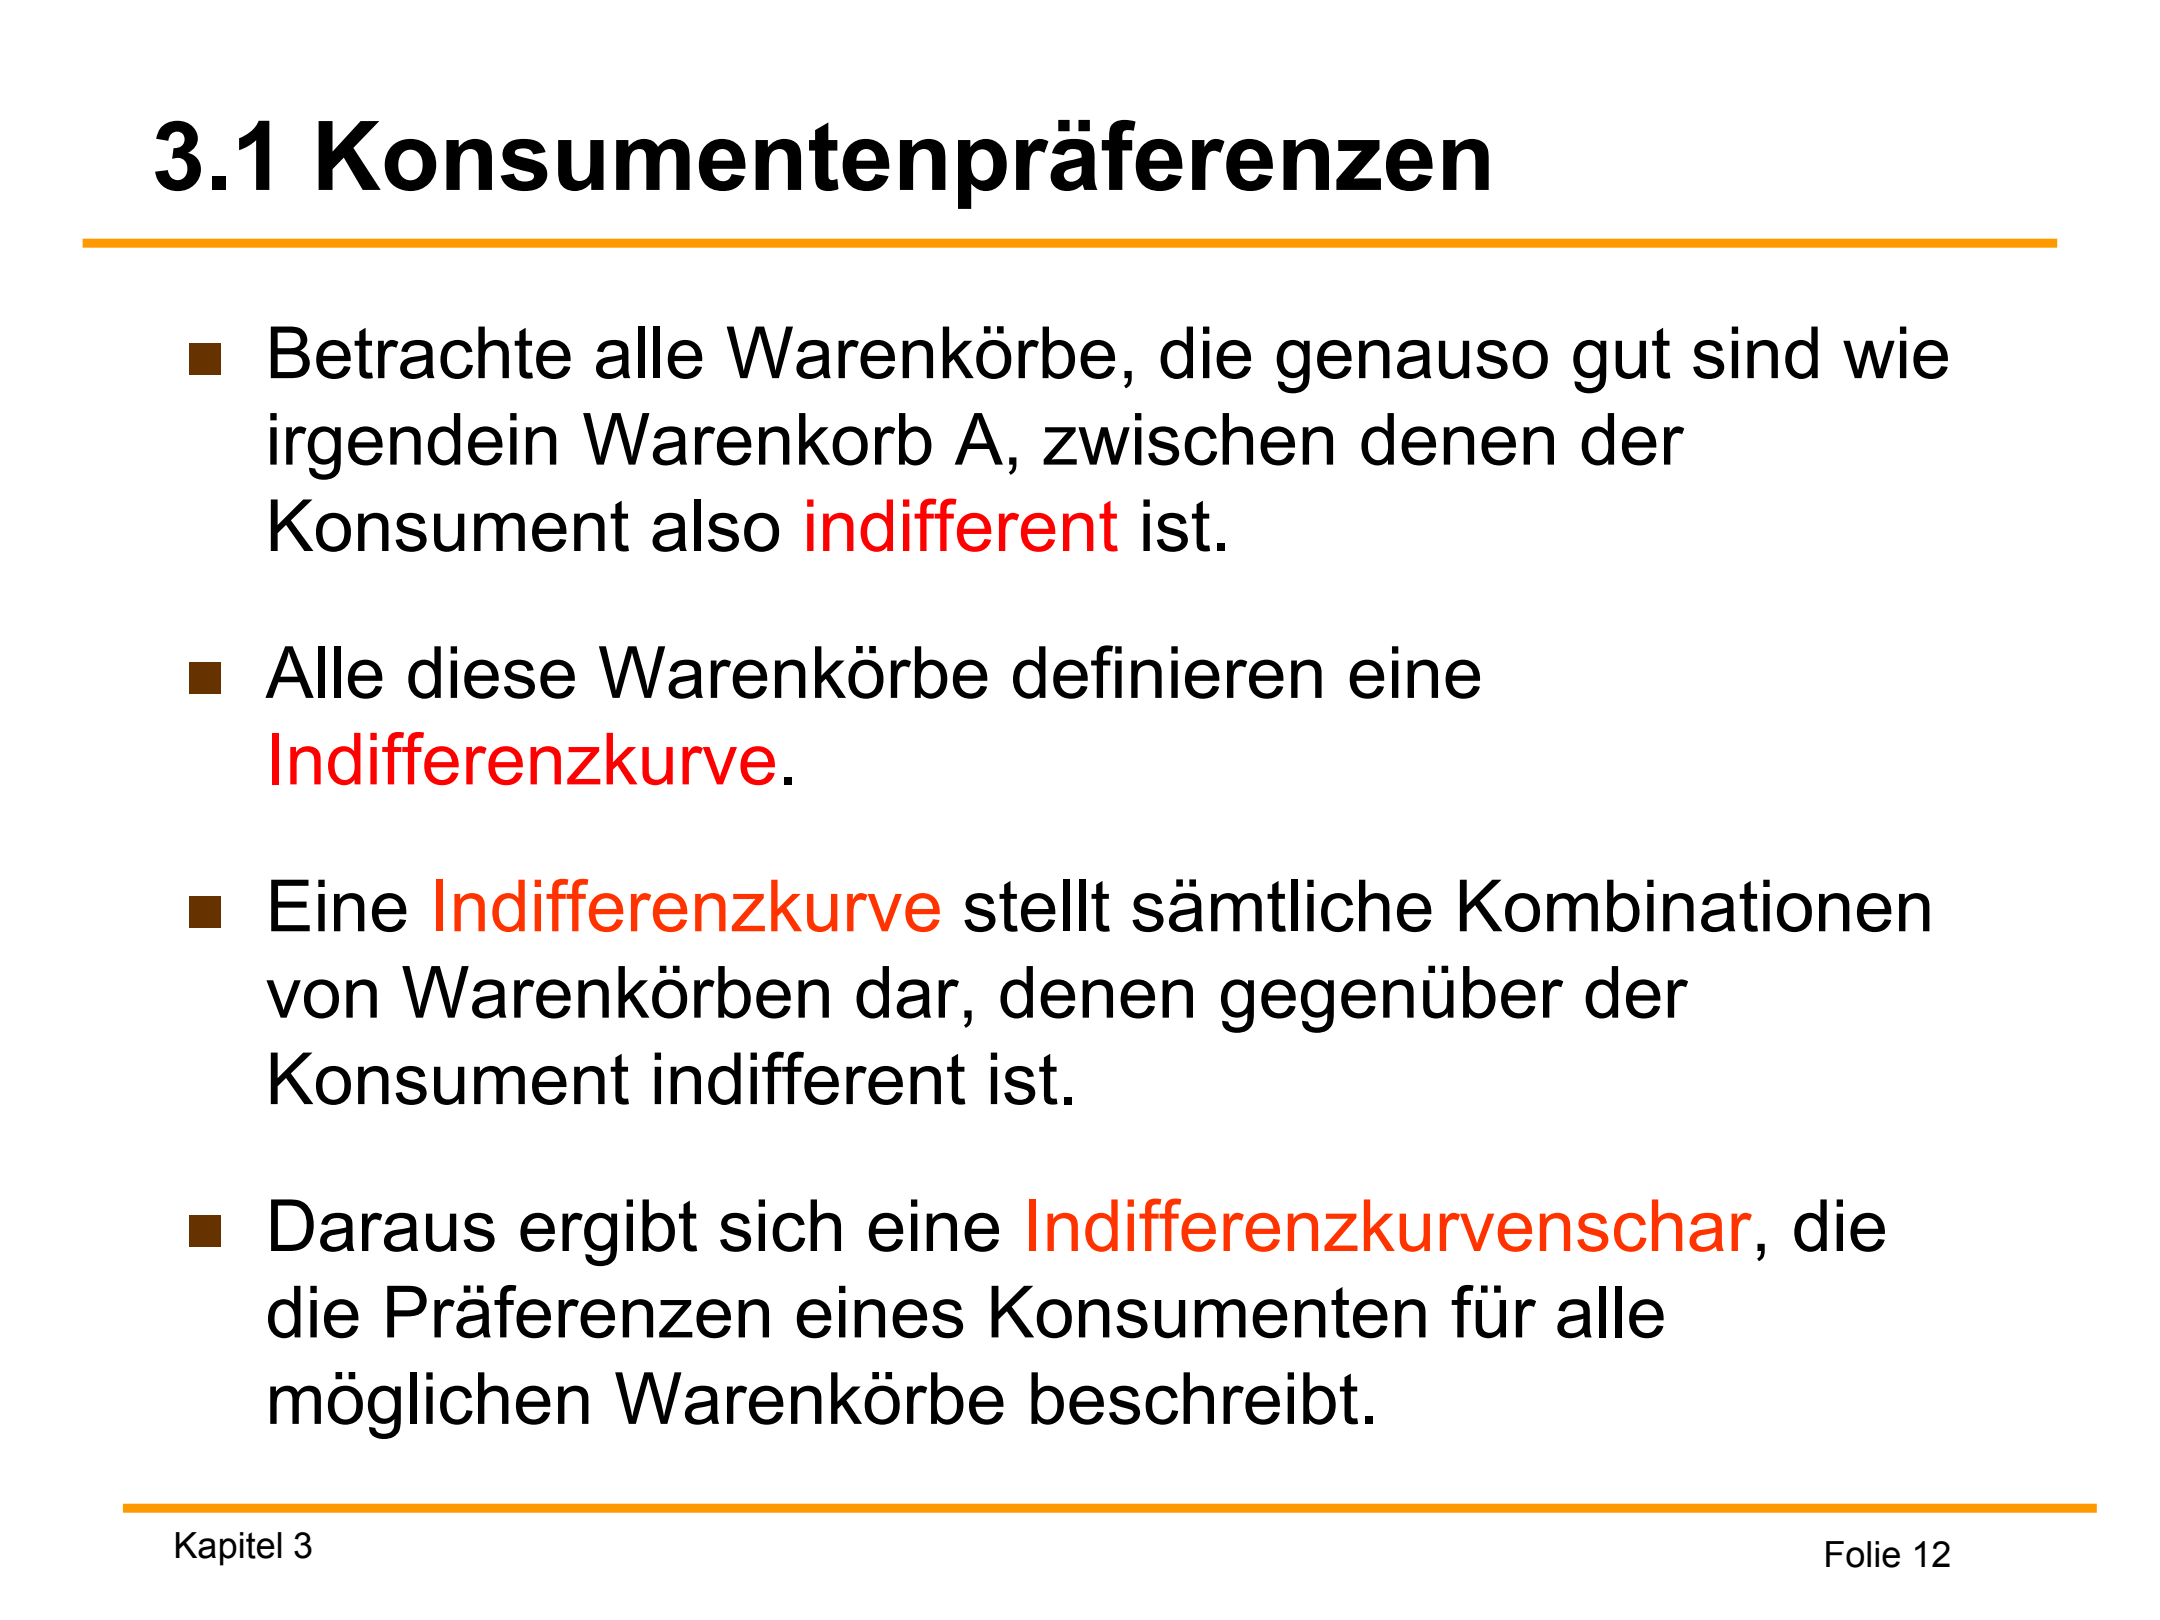 3.1 Konsumentenpräferenzen
Betrachte alle Warenkörbe, die genauso gut sind wie
irgendein Warenkorb A, zwischen denen der
Konsument also indifferent ist.
Alle diese Warenkörbe definieren eine
Indifferenzkurve.
Eine Indifferenzkurve stellt sämtliche Kombinationen
von Warenkörben dar, denen gegenüber der
Konsument indifferent ist.
Daraus ergibt sich eine Indifferenzkurvenschar, die
die Präferenzen eines Konsumenten für alle
möglichen Warenkörbe beschreibt.
Kapitel 3
Folie 12